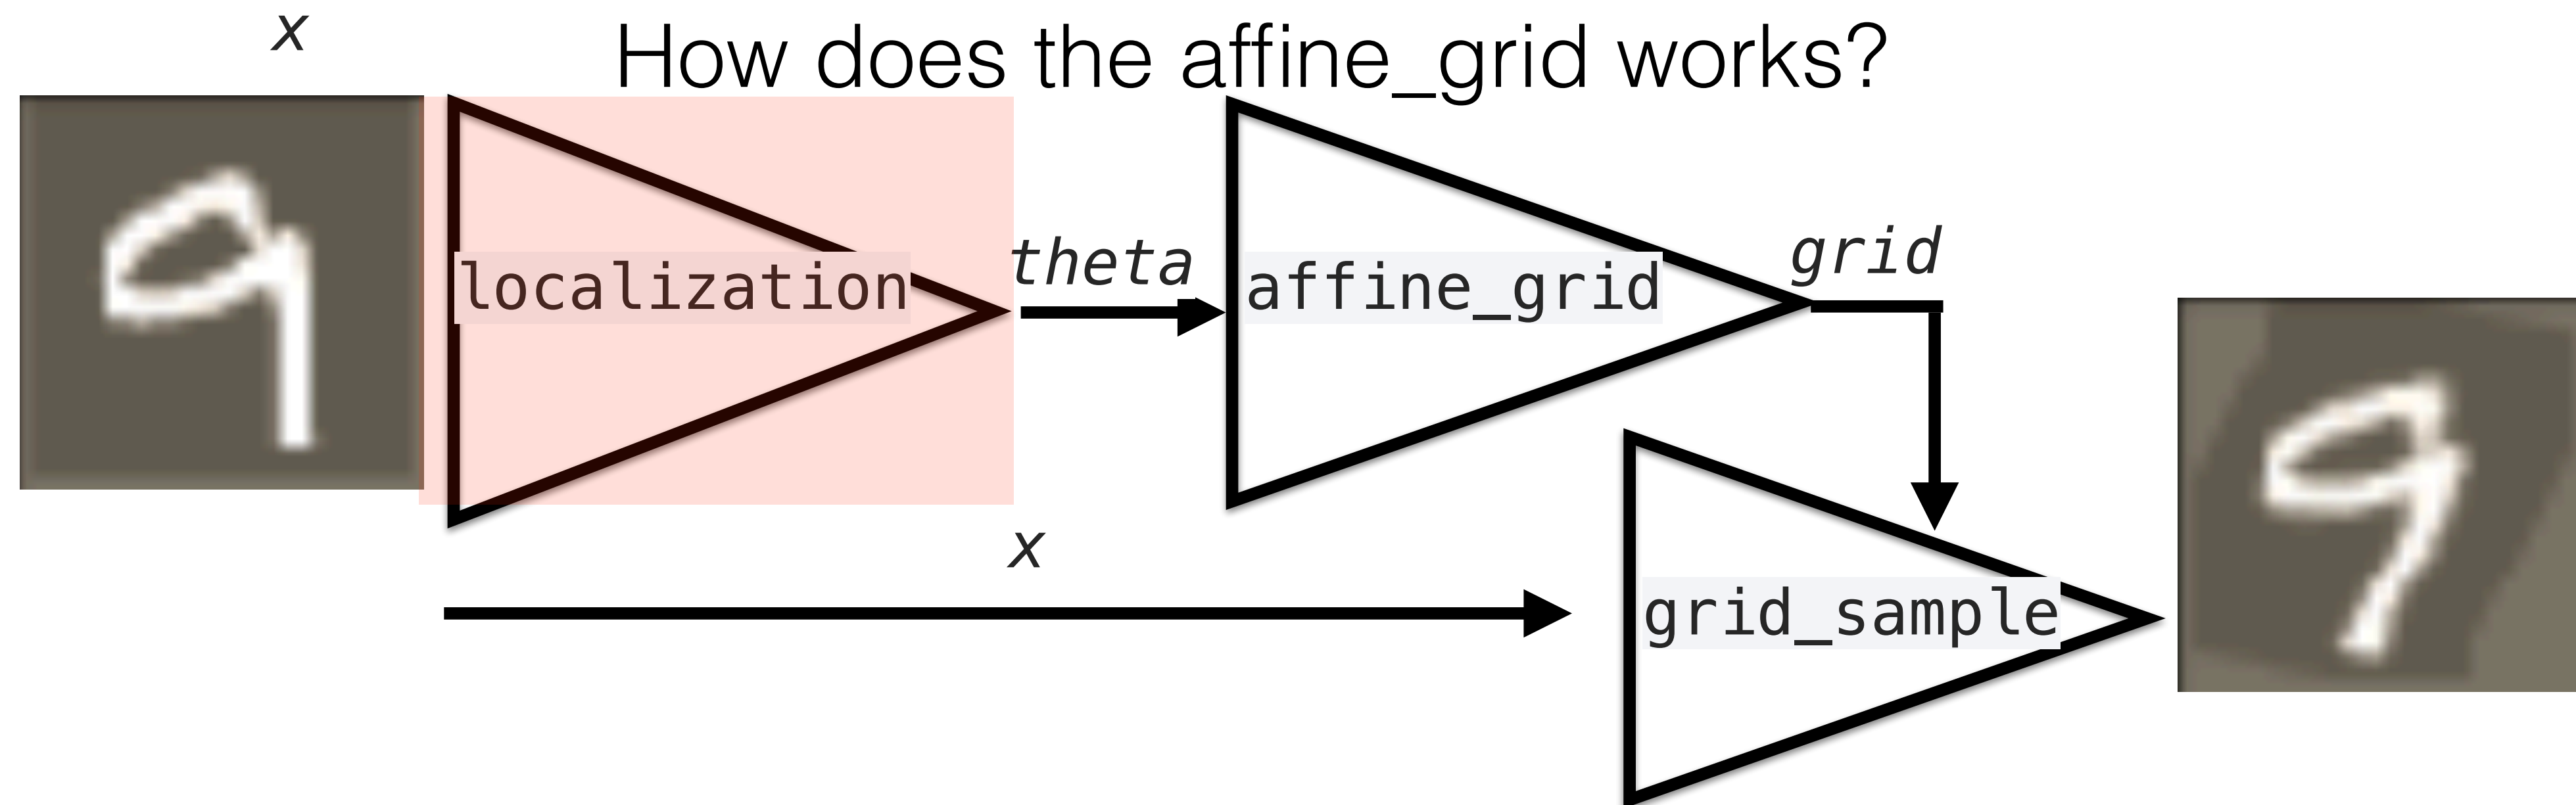 x
How does the affine_grid works?
localization
theta
affine_grid
grid
x
grid_sample